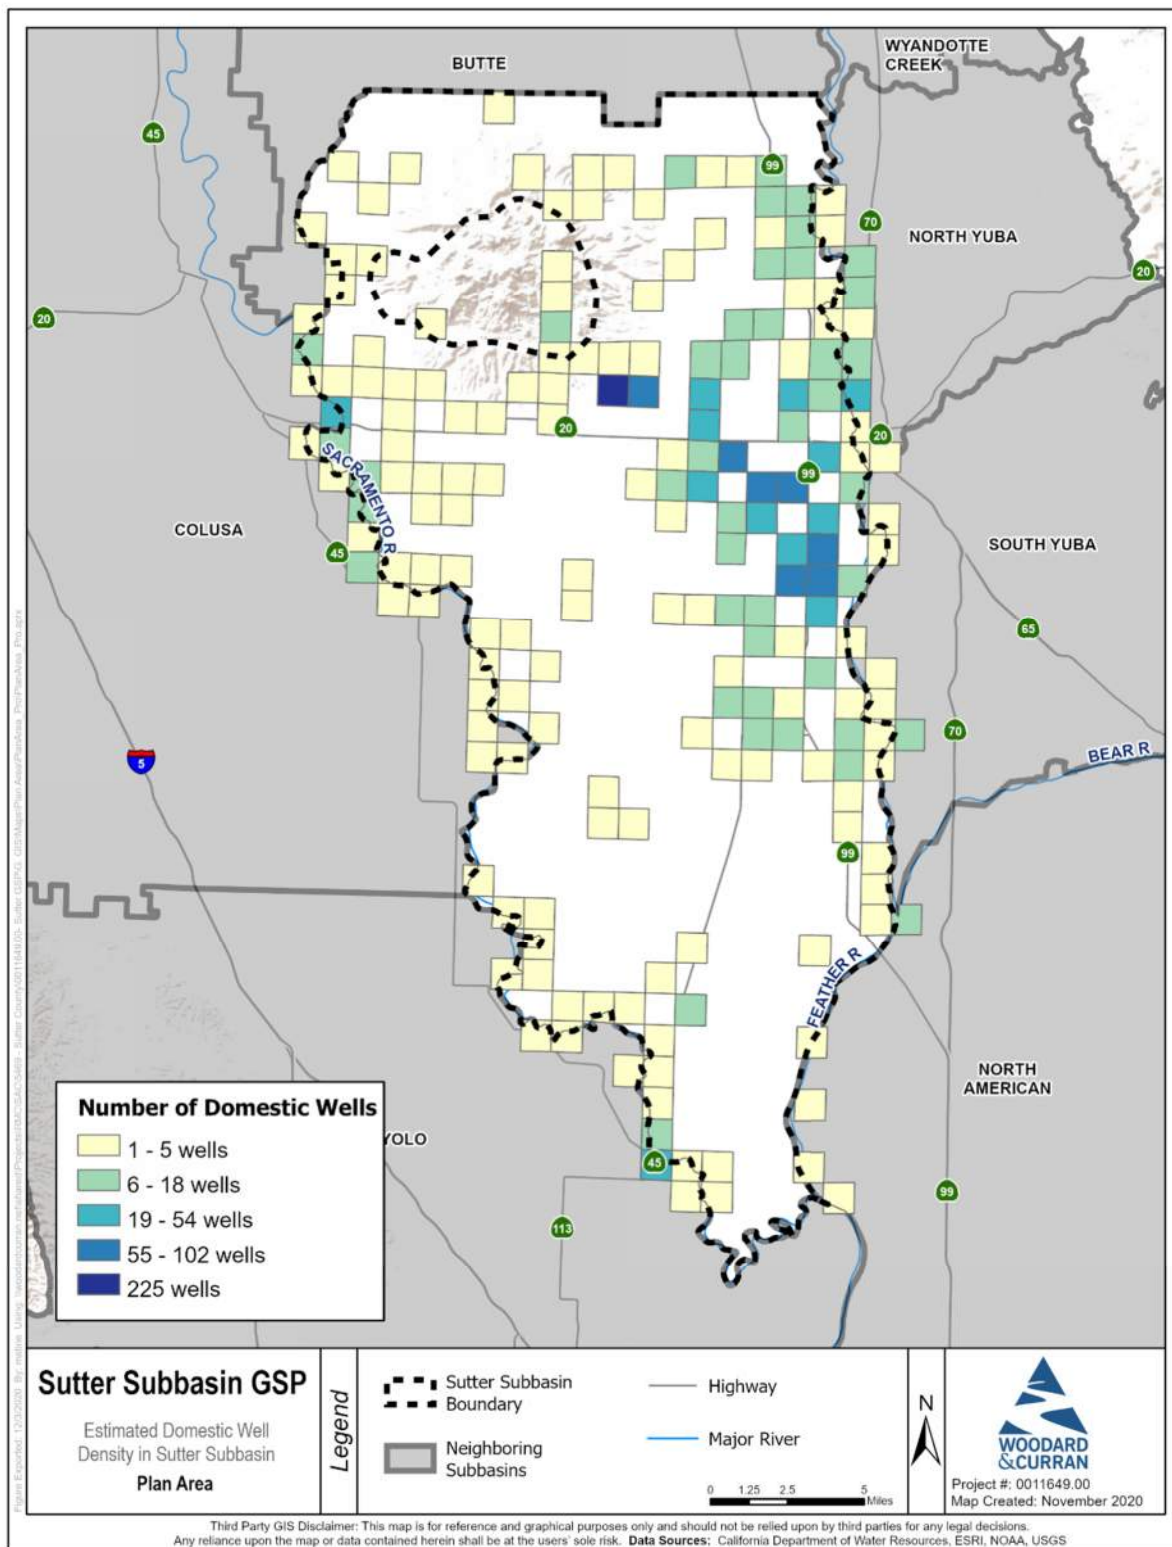 BUTTE
WYANDOTTE
CREEK
45
99
70
NORTH YUBA
20
20
20
20
SACRAMENTO R
99
COLUSA
45
SOUTH YUBA
65
70
5
BEAR R
99
FEATHER R
NORTH
AMERICAN
YOLO
45
99
113
Number of Domestic Wells
1 - 5 wells
6 - 18 wells
19 - 54 wells
55 - 102 wells
225 wells
Sutter Subbasin GSP
Estimated Domestic Well
Density in Sutter Subbasin
Plan Area
Legend
Sutter Subbasin
Boundary
Neighboring
Subbasins
Highway
Major River
0 1.25 2.5 5
Miles
N
WOODARD
&CURRAN
Project #: 0011649.00
Map Created: November 2020
Third Party GIS Disclaimer: This map is for reference and graphical purposes only and should not be relied upon by third parties for any legal decisions.
Any reliance upon the map or data contained herein shall be at the users' sole risk. Data Sources: California Department of Water Resources, ESRI, NOAA, USGS